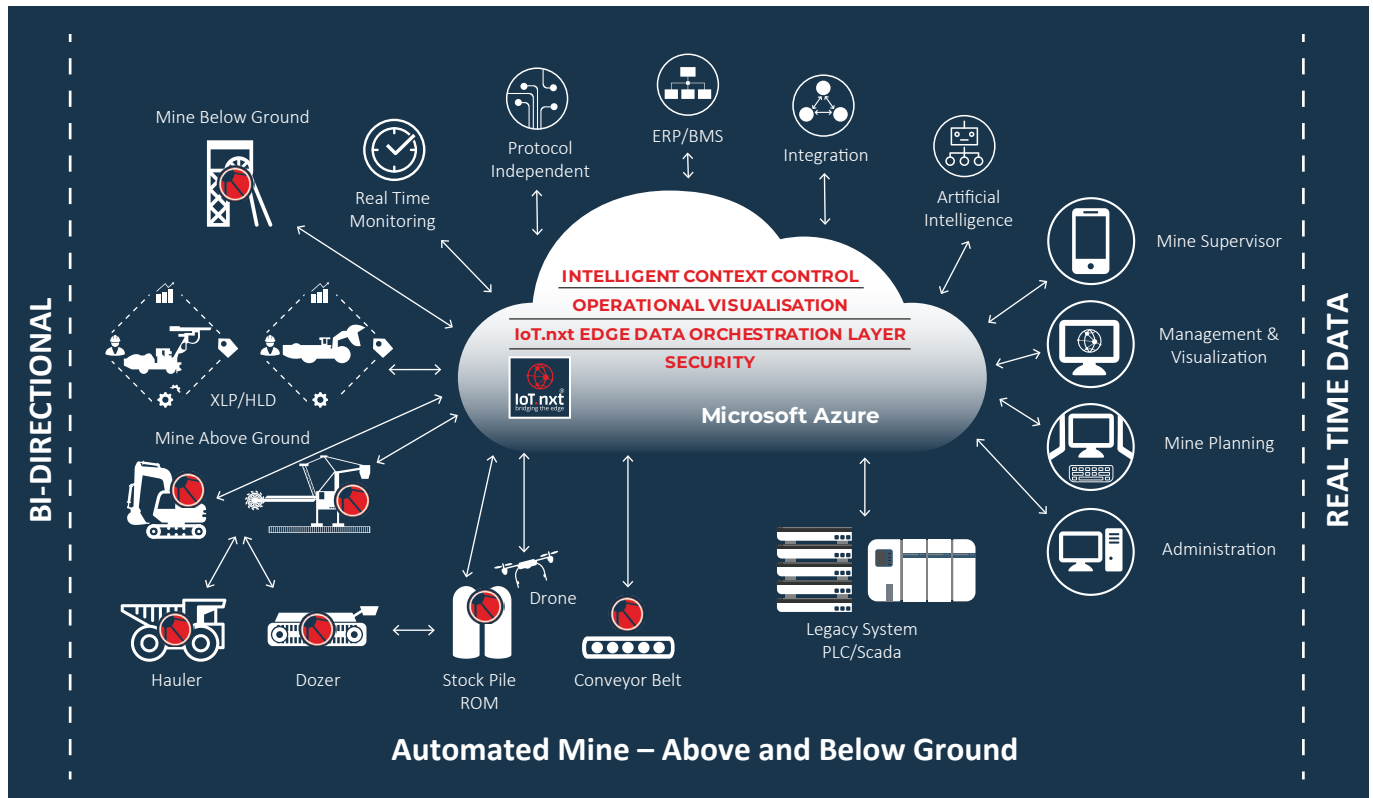 Mine Below Ground
Real Time
Monitoring
Protocol
Independent
ERP/BMS
Integration
Artificial
Intelligence
Mine Supervisor
Management &
Visualization
Mine Planning
Administration
BI-DIRECTIONAL
REAL TIME DATA
INTELLIGENT CONTEXT CONTROL
OPERATIONAL VISUALISATION
IoT.nxt EDGE DATA ORCHESTRATION LAYER
SECURITY
IoT.nxt®
bridging the edge
Microsoft Azure
XLP/HLD
Mine Above Ground
Hauler
Dozer
Stock Pile
ROM
Drone
Conveyor Belt
Legacy System
PLC/Scada
Automated Mine – Above and Below Ground